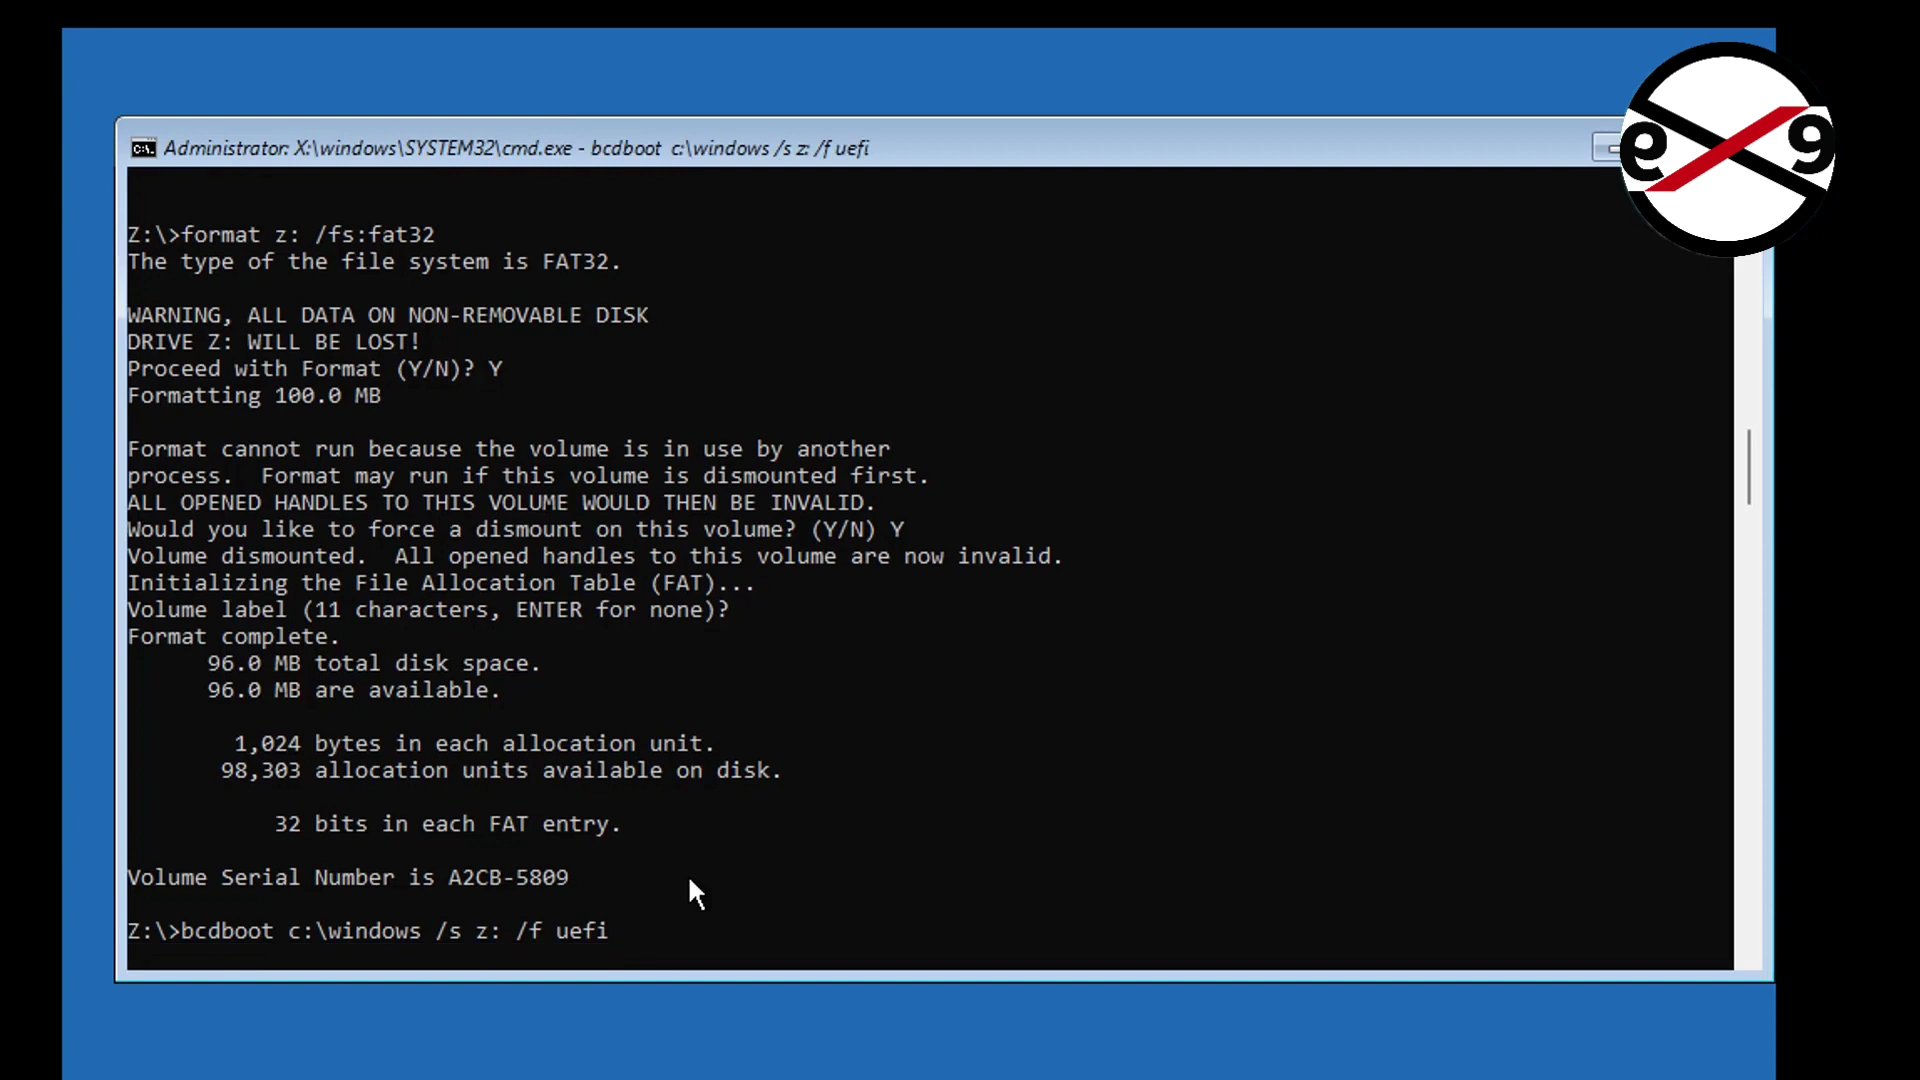 Administrator: X:\windows\SYSTEM32\cmd.exe - bcdboot c:\windows /s z: /f uefi
e 9
Z:\>format z: /fs:fat32
The type of the file system is FAT32.
WARNING, ALL DATA ON NON-REMOVABLE DISK
DRIVE Z: WILL BE LOST!
Proceed with Format (Y/N)? Y
Formatting 100.0 MB
Format cannot run because the volume is in use by another
process.  Format may run if this volume is dismounted first.
ALL OPENED HANDLES TO THIS VOLUME WOULD THEN BE INVALID.
Would you like to force a dismount on this volume? (Y/N) Y
Volume dismounted.  All opened handles to this volume are now invalid.
Initializing the File Allocation Table (FAT)...
Volume label (11 characters, ENTER for none)?
Format complete.
96.0 MB total disk space.
96.0 MB are available.
1,024 bytes in each allocation unit.
98,303 allocation units available on disk.
32 bits in each FAT entry.
Volume Serial Number is A2CB-5809
Z:\>bcdboot c:\windows /s z: /f uefi